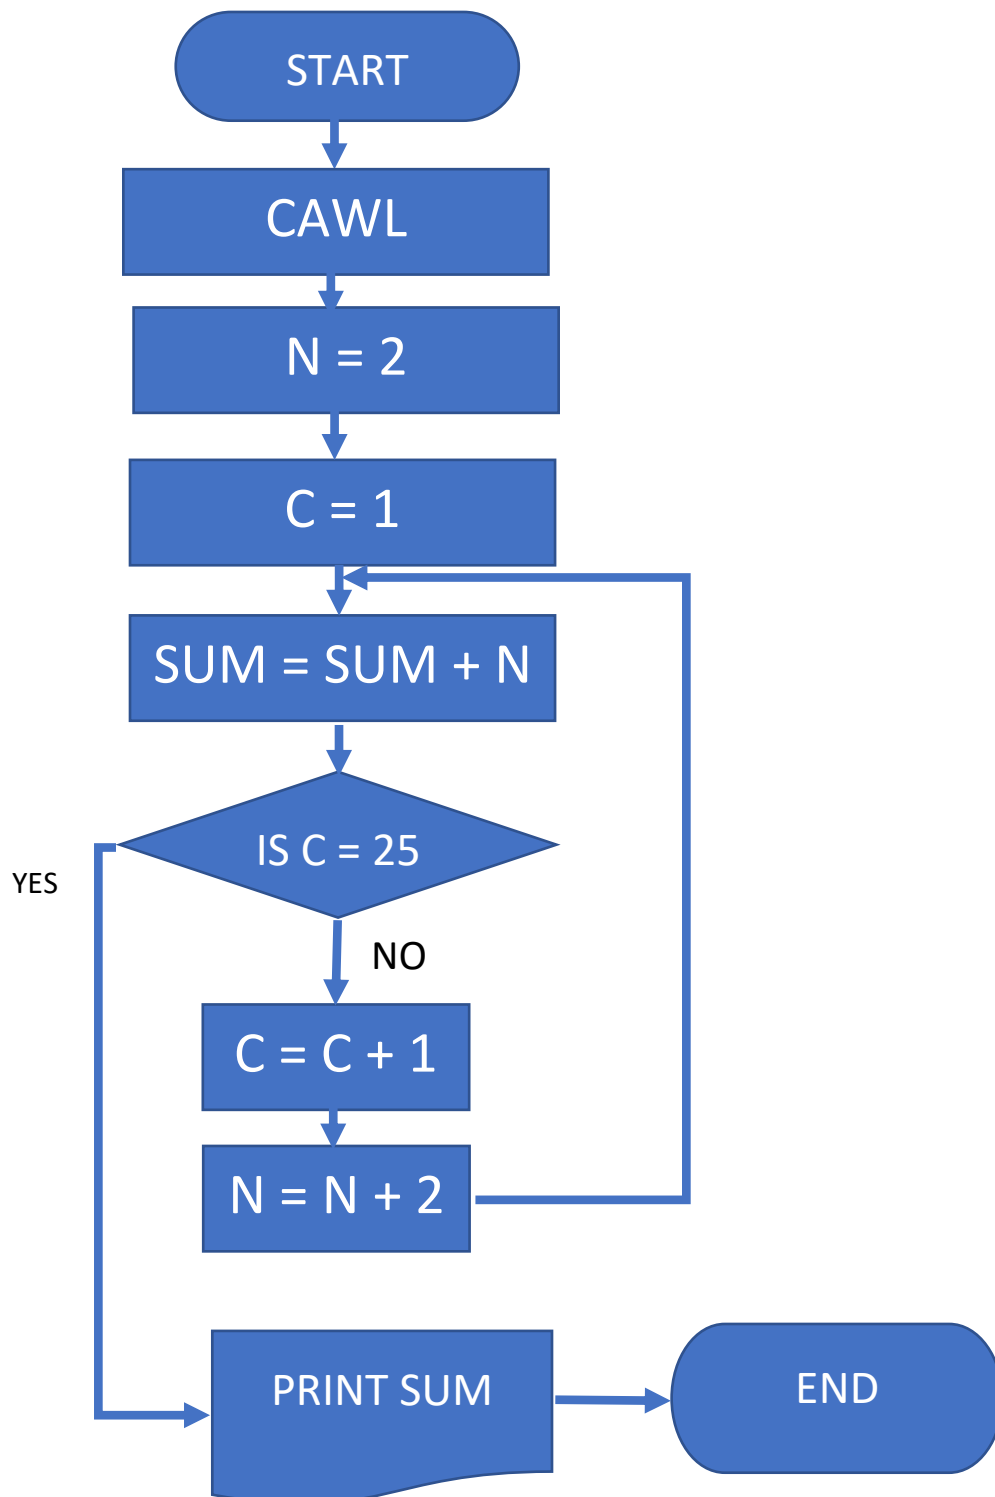 START
CAWL
N = 2
C = 1
SUM = SUM + N
IS C = 25
YES
NO
C = C + 1
N = N + 2
PRINT SUM
END